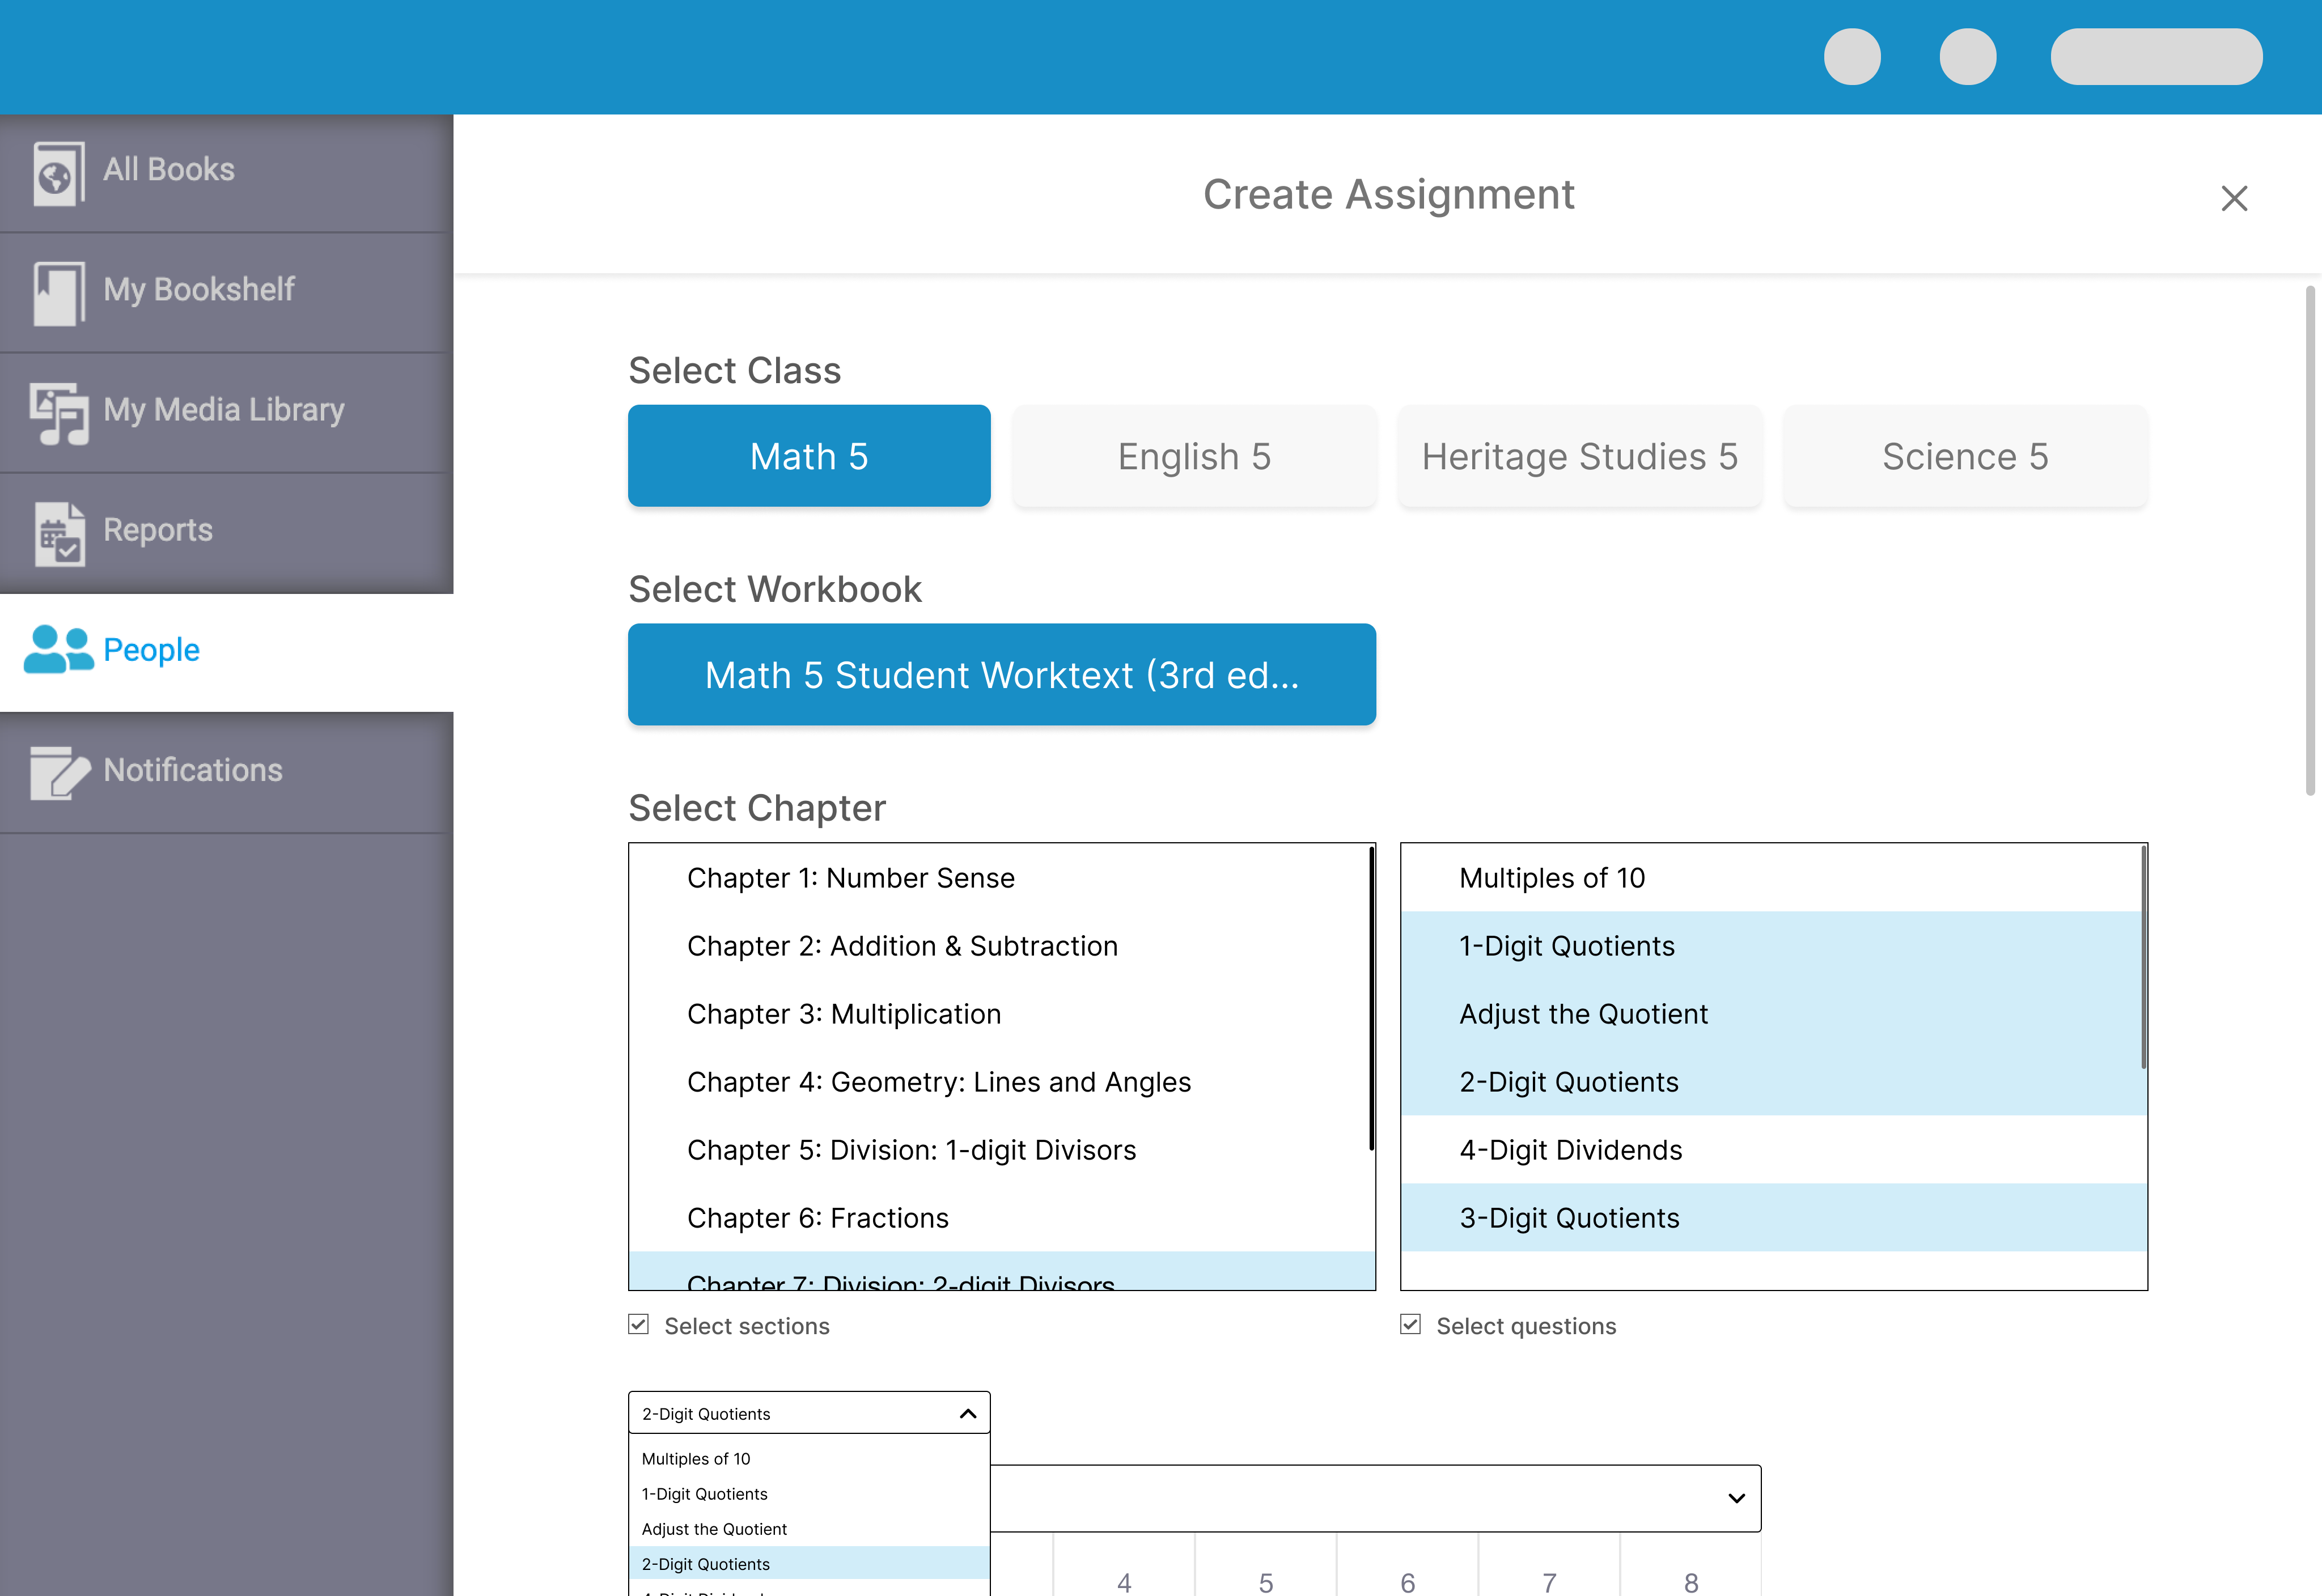 All Books
My Bookshelf
My Media Library
Reports
People
Notifications
Create Assignment
Select Class
Math 5
English 5
Heritage Studies 5
Science 5
Select Workbook
Math 5 Student Worktext (3rd ed...
Select Chapter
Chapter 1: Number Sense
Chapter 2: Addition & Subtraction
Chapter 3: Multiplication
Chapter 4: Geometry: Lines and Angles
Chapter 5: Division: 1-digit Divisors
Chapter 6: Fractions
Chapter 7: Division: 2-digit Divisors
Select sections
Multiples of 10
1-Digit Quotients
Adjust the Quotient
2-Digit Quotients
4-Digit Dividends
3-Digit Quotients
Select questions
2-Digit Quotients
Multiples of 10
1-Digit Quotients
Adjust the Quotient
2-Digit Quotients
4 5 6 7 8